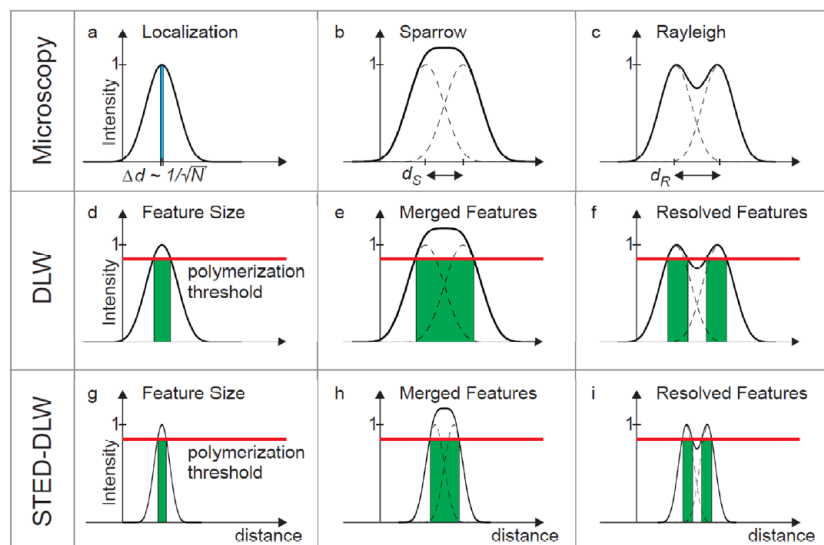 Microscopy
a Localization
1
Intensity
Δd ~ 1/√N
b Sparrow
1
d_S
c Rayleigh
1
d_R
DLW
d Feature Size
1
Intensity
polymerization
threshold
e Merged Features
1
f Resolved Features
1
STED-DLW
g Feature Size
1
Intensity
polymerization
threshold
distance
h Merged Features
1
distance
i Resolved Features
1
distance